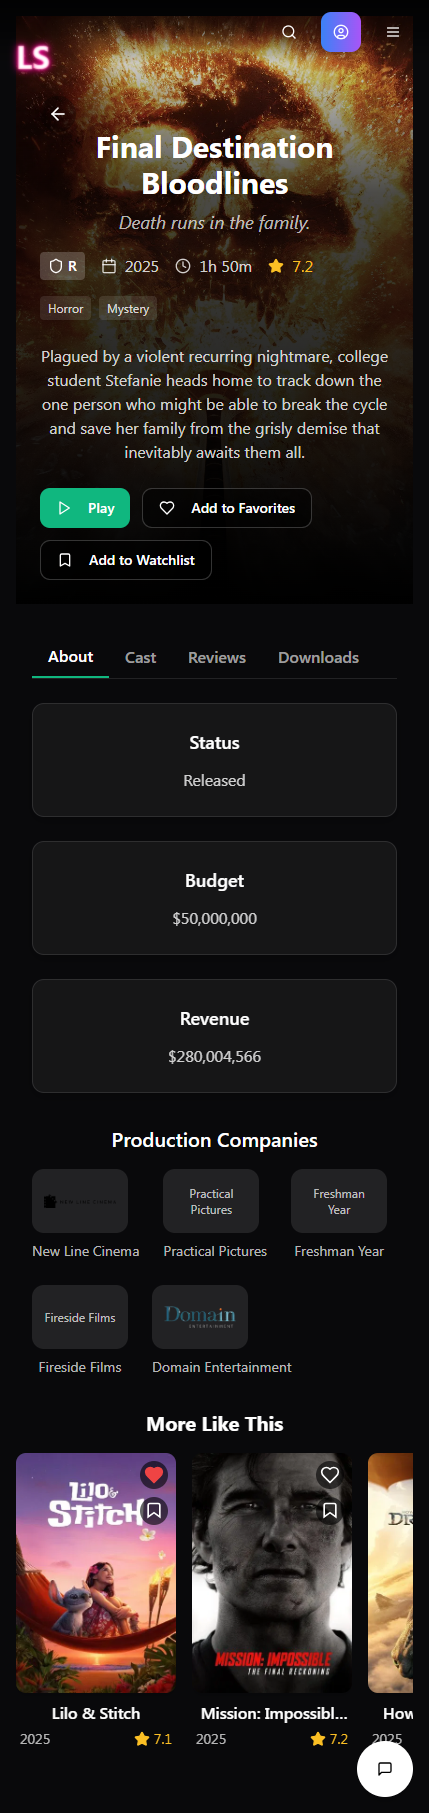 LS
Final Destination
Bloodlines
Death runs in the family.
R 2025 1h 50m 7.2
Horror Mystery
Plagued by a violent recurring nightmare, college
student Stefanie heads home to track down the
one person who might be able to break the cycle
and save her family from the grisly demise that
inevitably awaits them all.
Play Add to Favorites
Add to Watchlist
About Cast Reviews Downloads
Status
Released
Budget
$50,000,000
Revenue
$280,004,566
Production Companies
NEW LINE CINEMA
Practical
Pictures
Freshman
Year
New Line Cinema Practical Pictures Freshman Year
Fireside Films
Domain
ENTERTAINMENT
Fireside Films Domain Entertainment
More Like This
Lilo &
Stitch
MISSION: IMPOSSIBLE
THE FINAL RECKONING
DR
Lilo & Stitch Mission: Impossibl... How
2025 7.1 2025 7.2 2025